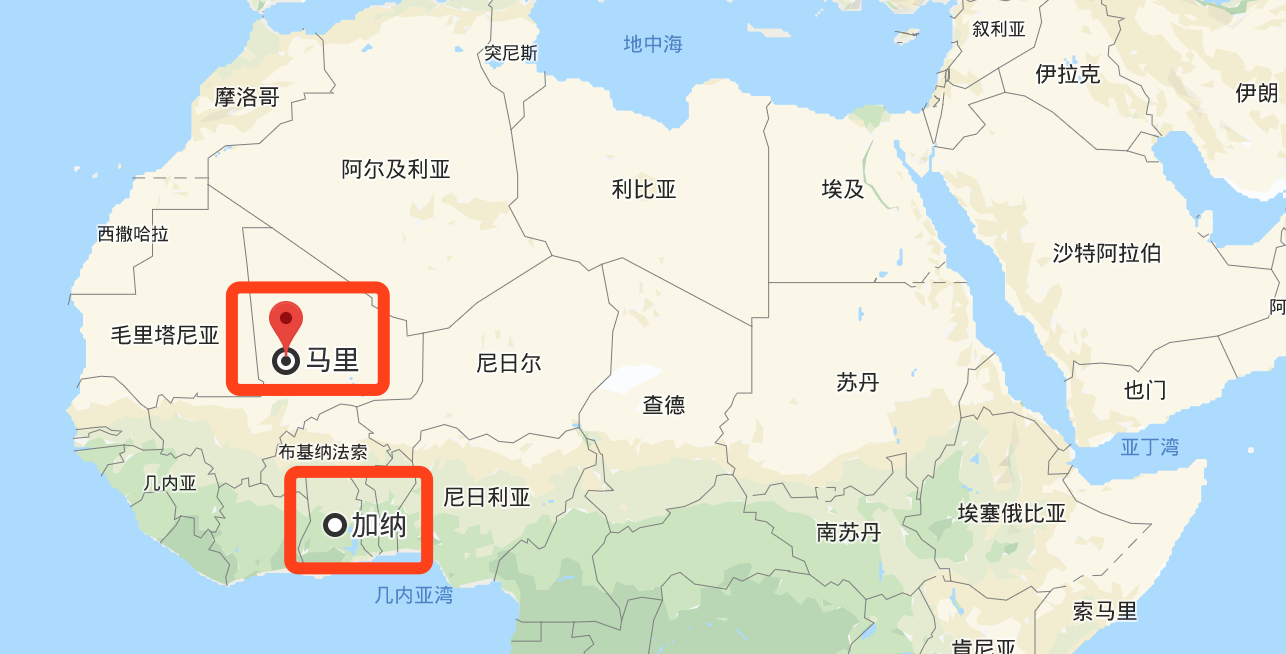 叙利亚
突尼斯
地中海
伊拉克
伊朗
摩洛哥
阿尔及利亚
利比亚
埃及
西撒哈拉
沙特阿拉伯
阿
毛里塔尼亚
马里
尼日尔
苏丹
查德
也门
布基纳法索
亚丁湾
几内亚
尼日利亚
加纳
南苏丹
埃塞俄比亚
几内亚湾
索马里
肯尼亚